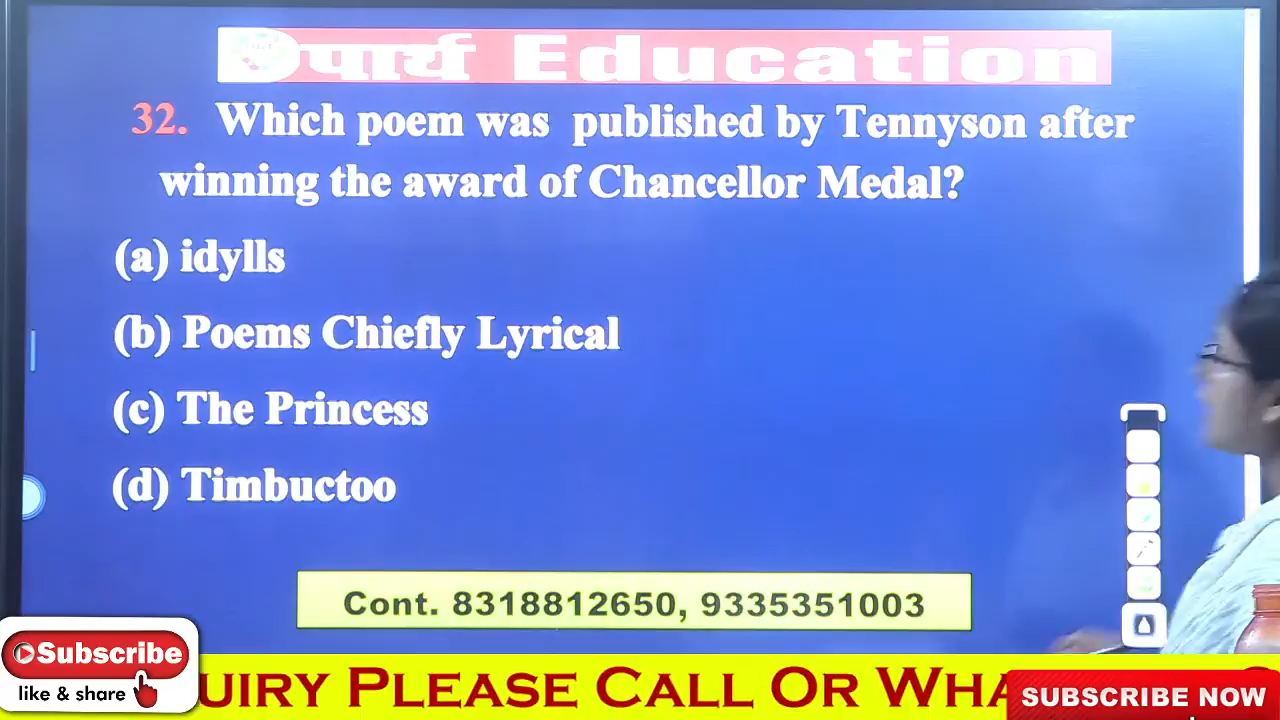 पार्य Education
32. Which poem was published by Tennyson after
winning the award of Chancellor Medal?
(a) idylls
(b) Poems Chiefly Lyrical
(c) The Princess
(d) Timbuctoo
Cont. 8318812650, 9335351003
Subscribe
like & share
UIRY PLEASE CALL OR WHA
SUBSCRIBE NOW